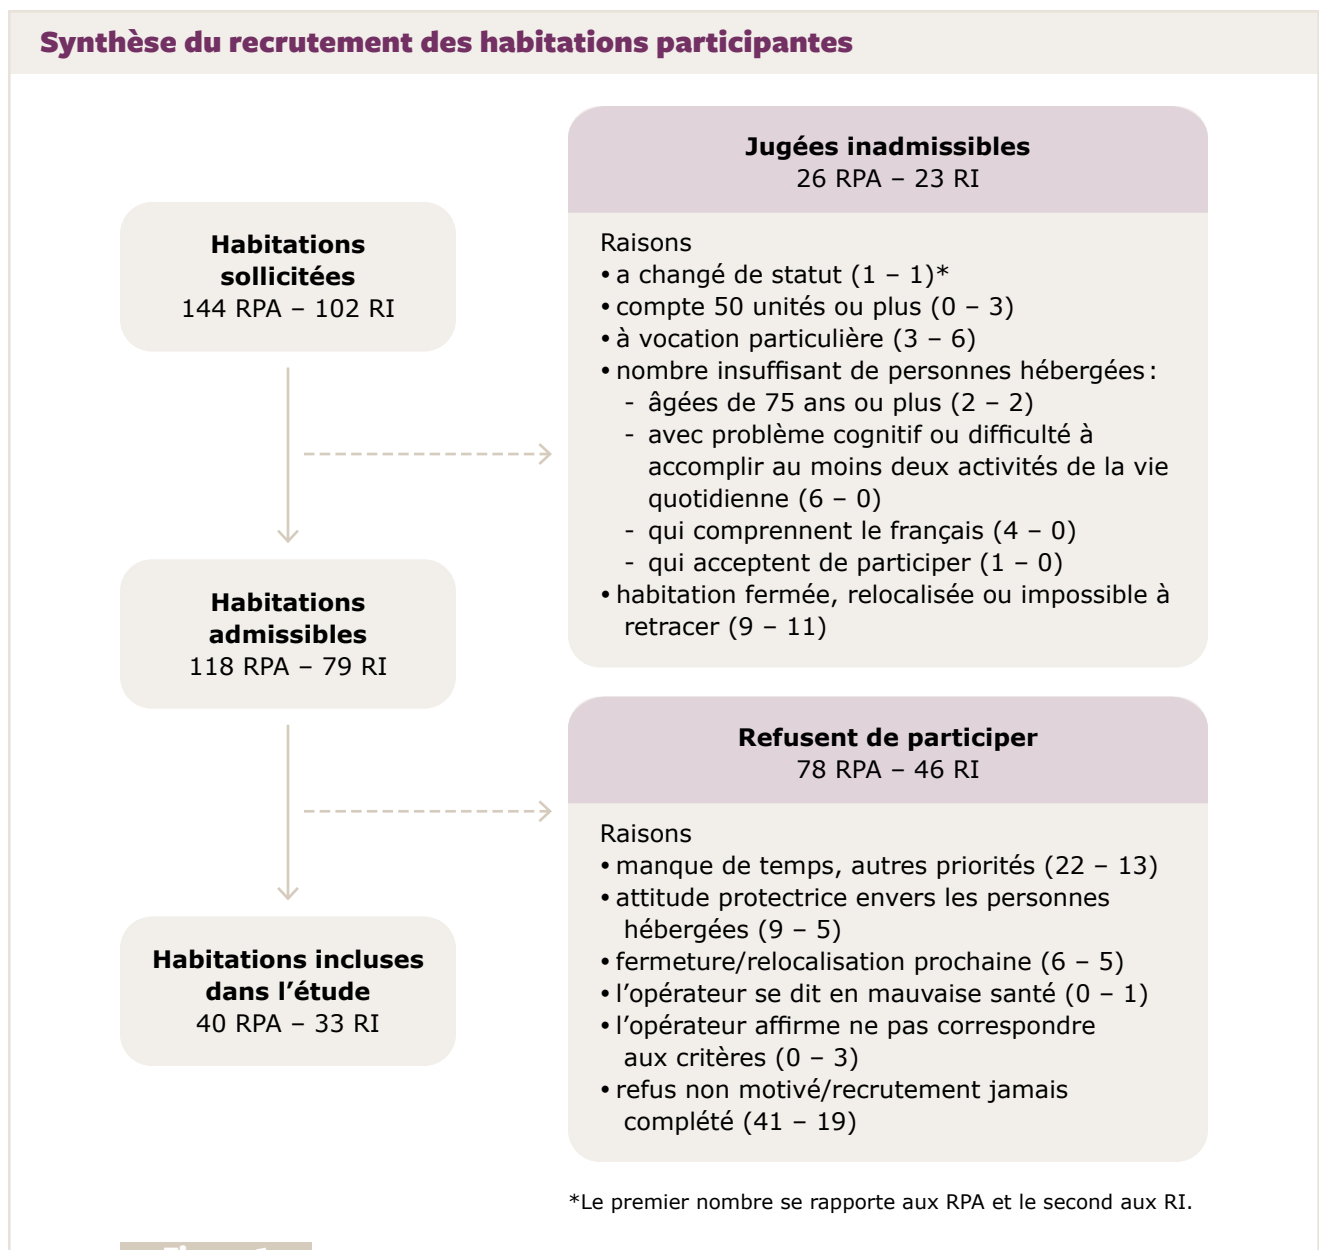 Synthèse du recrutement des habitations participantes
Habitations
sollicitées
144 RPA – 102 RI
Jugées inadmissibles
26 RPA – 23 RI
Raisons
• a changé de statut (1 – 1)*
• compte 50 unités ou plus (0 – 3)
• à vocation particulière (3 – 6)
• nombre insuffisant de personnes hébergées :
- âgées de 75 ans ou plus (2 – 2)
- avec problème cognitif ou difficulté à
accomplir au moins deux activités de la vie
quotidienne (6 – 0)
- qui comprennent le français (4 – 0)
- qui acceptent de participer (1 – 0)
• habitation fermée, relocalisée ou impossible à
retracer (9 – 11)
Habitations
admissibles
118 RPA – 79 RI
Refusent de participer
78 RPA – 46 RI
Raisons
• manque de temps, autres priorités (22 – 13)
• attitude protectrice envers les personnes
hébergées (9 – 5)
• fermeture/relocalisation prochaine (6 – 5)
• l’opérateur se dit en mauvaise santé (0 – 1)
• l’opérateur affirme ne pas correspondre
aux critères (0 – 3)
• refus non motivé/recrutement jamais
complété (41 – 19)
Habitations incluses
dans l’étude
40 RPA – 33 RI
*Le premier nombre se rapporte aux RPA et le second aux RI.